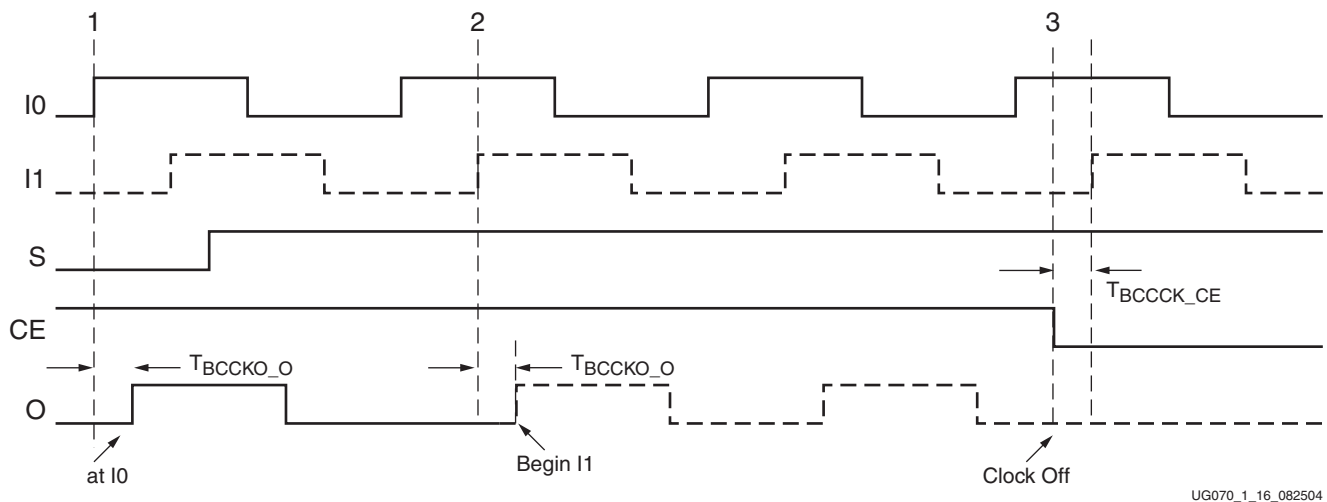 1 2 3
I0
I1
S
TBCCCK_CE
CE
TBCCKO_O TBCCKO_O
O
at I0 Begin I1 Clock Off
UG070_1_16_082504